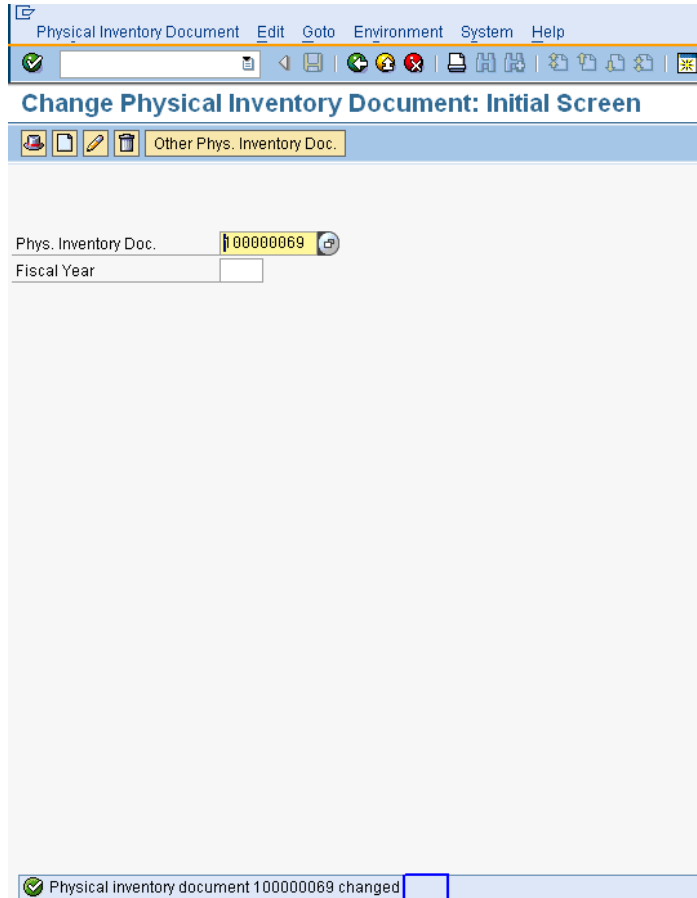 Physical Inventory Document Edit Goto Environment System Help
Change Physical Inventory Document: Initial Screen
Other Phys. Inventory Doc.
Phys. Inventory Doc. 100000069
Fiscal Year
Physical inventory document 100000069 changed